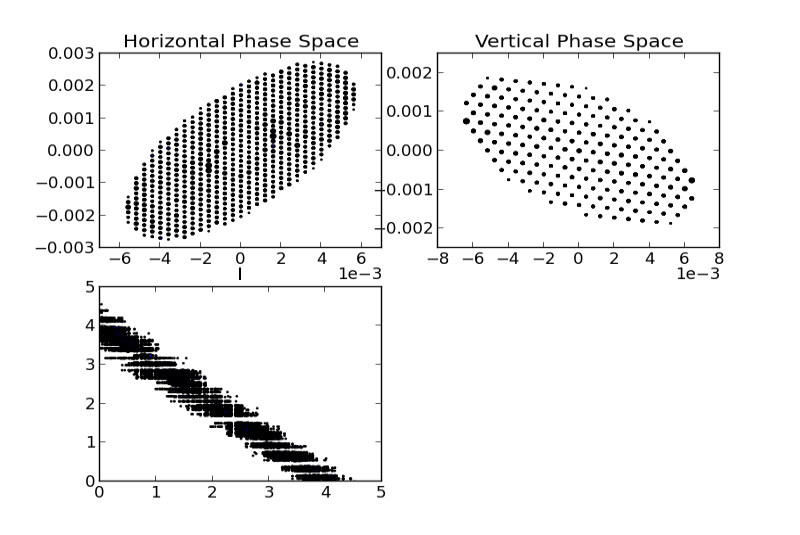 Horizontal Phase Space
0.003
0.002
0.001
0.000
−0.001
−0.002
−0.003
−6 −4 −2 0 2 4 6
1e−3
Vertical Phase Space
0.002
0.001
0.000
−0.001
−0.002
−8 −6 −4 −2 0 2 4 6 8
1e−3
I
5
4
3
2
1
0
0 1 2 3 4 5